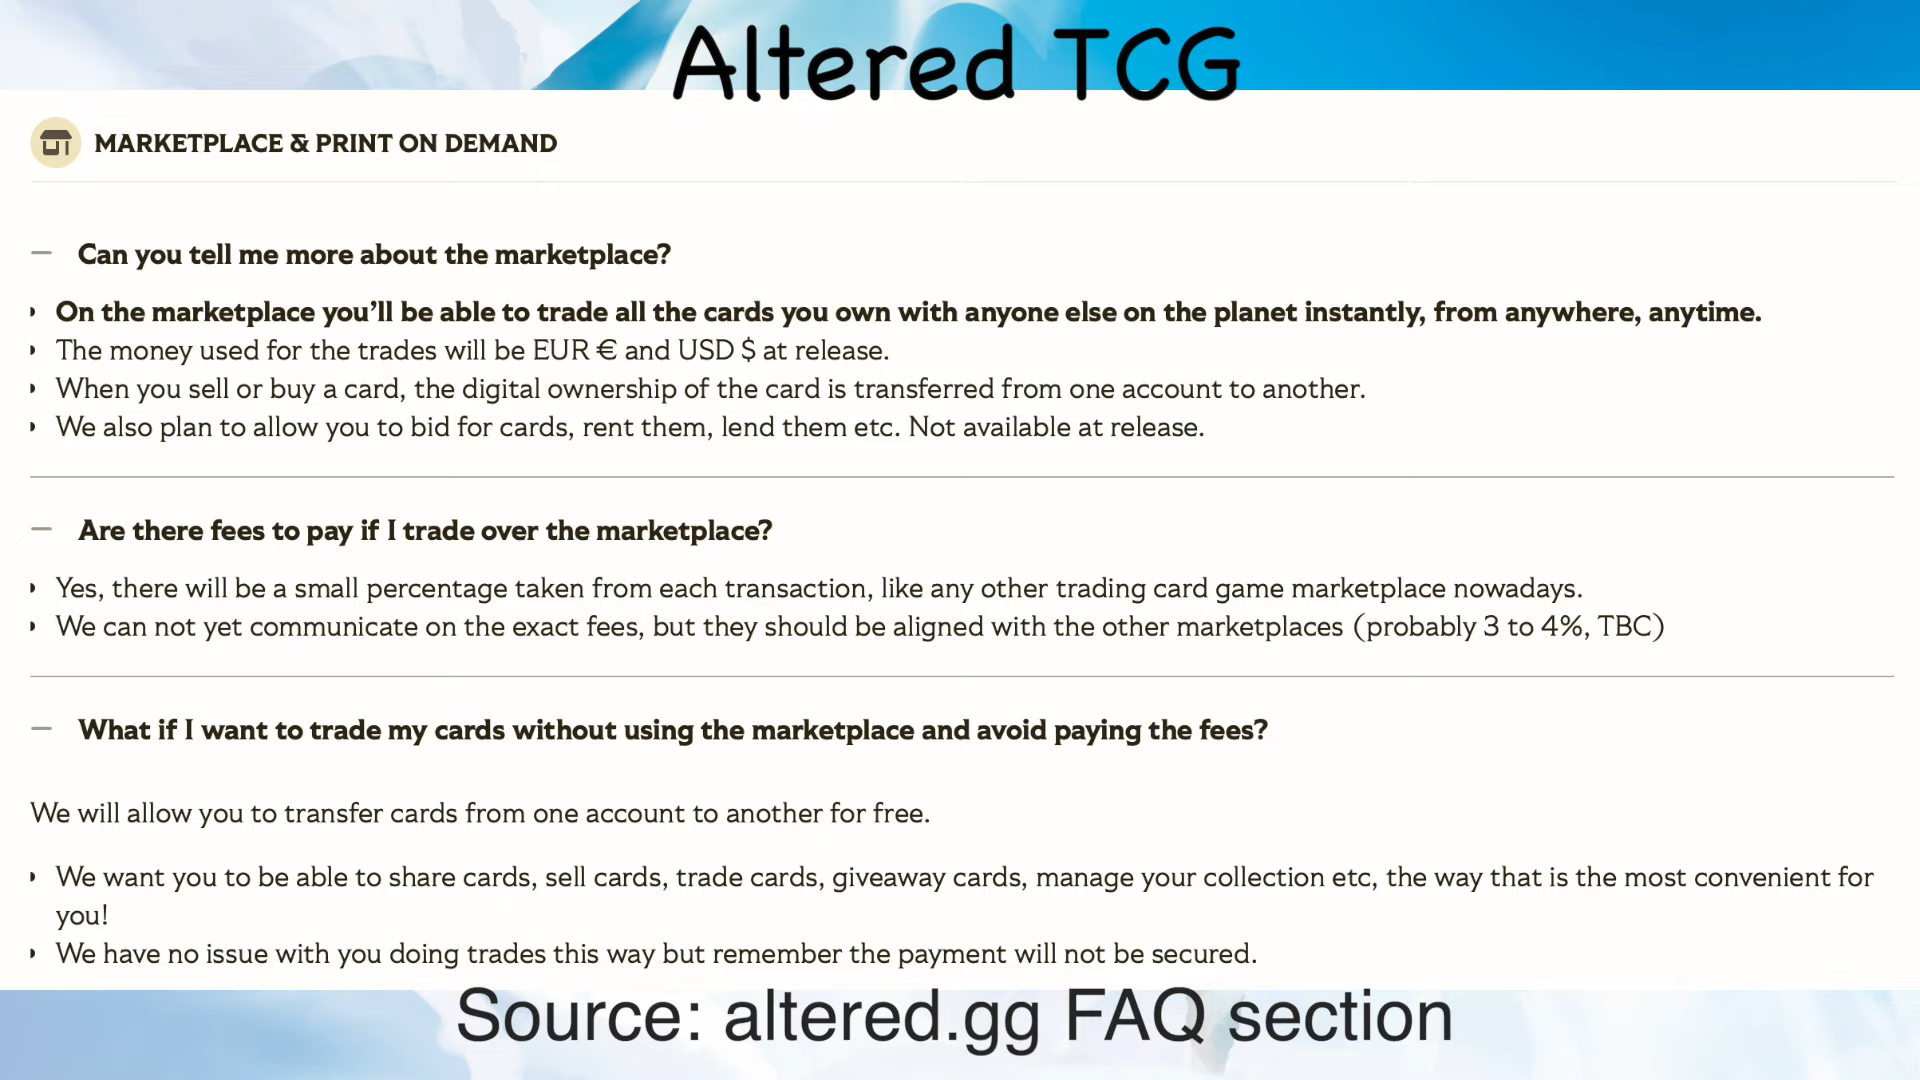 Altered TCG
MARKETPLACE & PRINT ON DEMAND
— Can you tell me more about the marketplace?
• On the marketplace you’ll be able to trade all the cards you own with anyone else on the planet instantly, from anywhere, anytime.
• The money used for the trades will be EUR € and USD $ at release.
• When you sell or buy a card, the digital ownership of the card is transferred from one account to another.
• We also plan to allow you to bid for cards, rent them, lend them etc. Not available at release.
— Are there fees to pay if I trade over the marketplace?
• Yes, there will be a small percentage taken from each transaction, like any other trading card game marketplace nowadays.
• We can not yet communicate on the exact fees, but they should be aligned with the other marketplaces (probably 3 to 4%, TBC)
— What if I want to trade my cards without using the marketplace and avoid paying the fees?
We will allow you to transfer cards from one account to another for free.
• We want you to be able to share cards, sell cards, trade cards, giveaway cards, manage your collection etc, the way that is the most convenient for
you!
• We have no issue with you doing trades this way but remember the payment will not be secured.
Source: altered.gg FAQ section